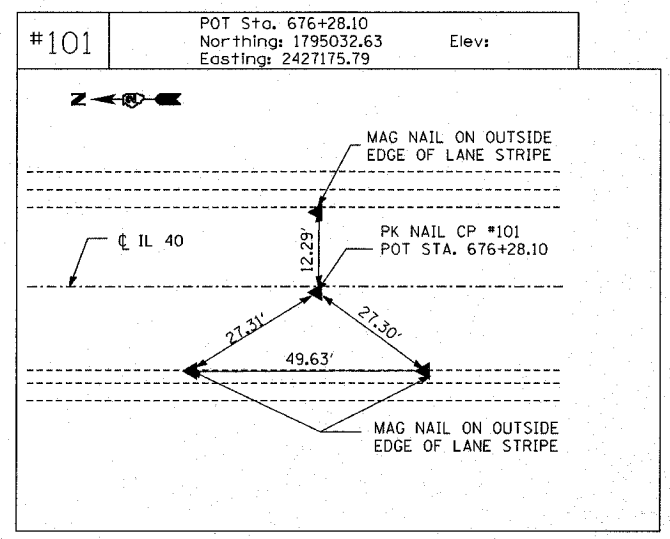 #101
POT Sta. 676+28.10
Northing: 1795032.63 Elev:
Easting: 2427175.79
N
MAG NAIL ON OUTSIDE
EDGE OF LANE STRIPE
12.29'
PK NAIL CP #101
POT STA. 676+28.10
℄ IL 40
27.31'
27.30'
49.63'
MAG NAIL ON OUTSIDE
EDGE OF LANE STRIPE